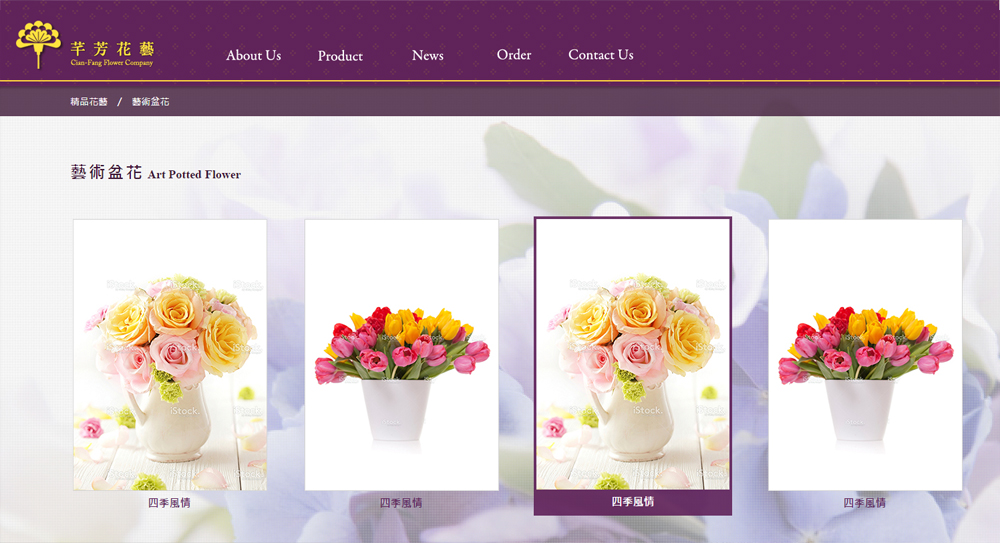 芊芳花藝
Cian-Fang Flower Company
About Us
Product
News
Order
Contact Us
精品花藝 / 藝術盆花
藝術盆花 Art Potted Flower
iStock.
iStock.
四季風情
四季風情
四季風情
四季風情